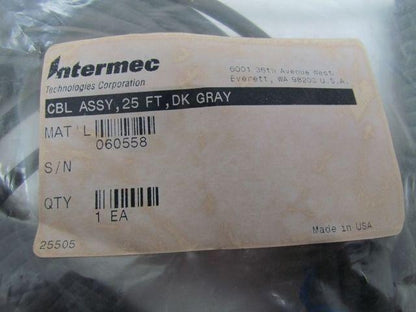 Intermec
Technologies Corporation
6001 36th Avenue West
Everett, WA 98203 U.S.A.
CBL ASSY, 25 FT, DK GRAY
MAT'L
060558
S/N
QTY
1 EA
25505
Made in USA